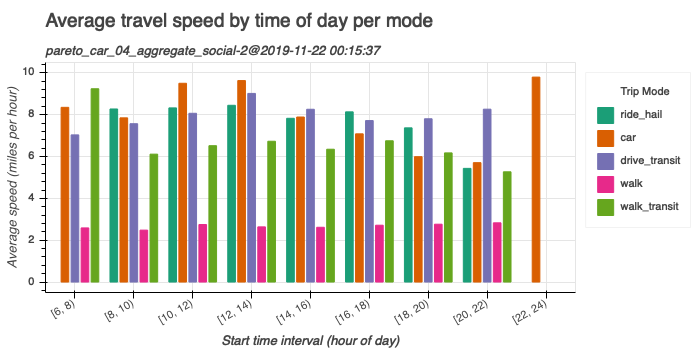 Average travel speed by time of day per mode
pareto_car_04_aggregate_social-2@2019-11-22 00:15:37
Average speed (miles per hour)
10
8
6
4
2
0
[6, 8)
[8, 10)
[10, 12)
[12, 14)
[14, 16)
[16, 18)
[18, 20)
[20, 22)
[22, 24)
Start time interval (hour of day)
Trip Mode
ride_hail
car
drive_transit
walk
walk_transit